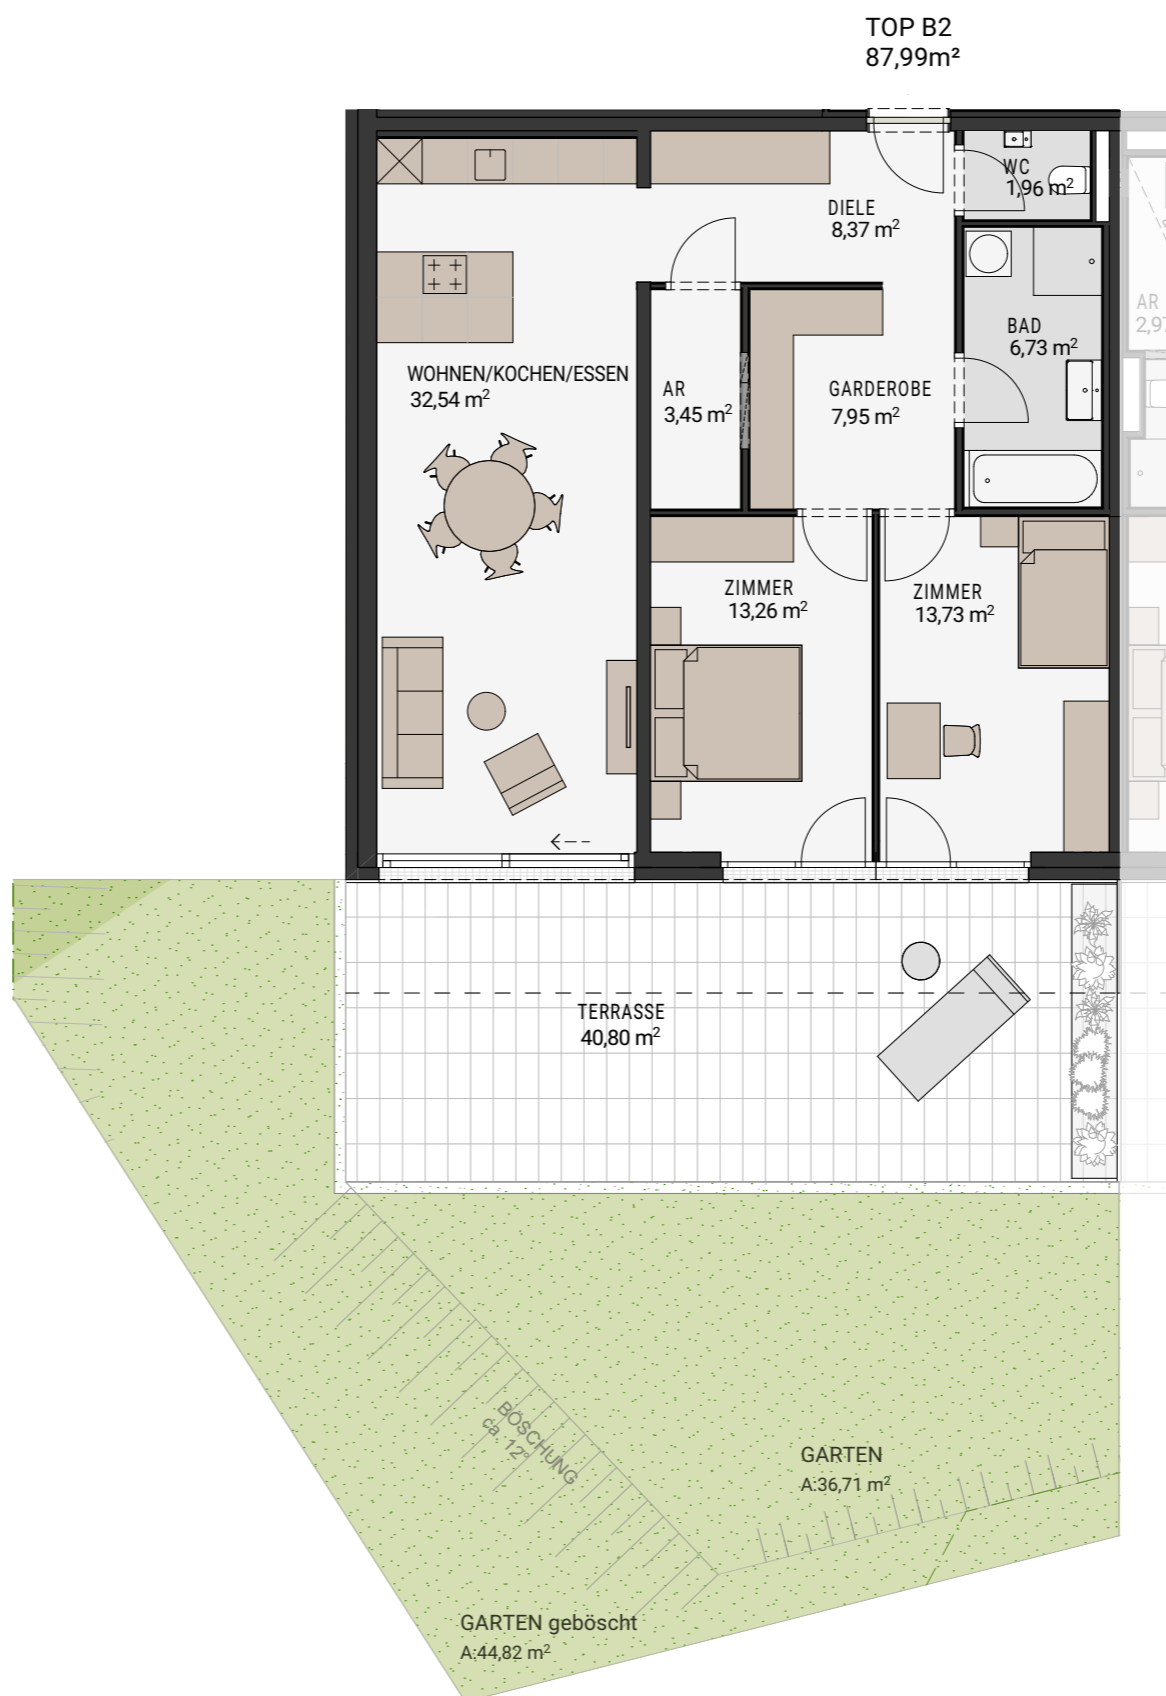 TOP B2
87,99m²
WC
1,96 m²
DIELE
8,37 m²
AR
2,97
BAD
6,73 m²
WOHNEN/KOCHEN/ESSEN
32,54 m²
AR
3,45 m²
GARDEROBE
7,95 m²
ZIMMER
13,26 m²
ZIMMER
13,73 m²
TERRASSE
40,80 m²
BÖSCHUNG
ca. 12°
GARTEN
A:36,71 m²
GARTEN geböscht
A:44,82 m²